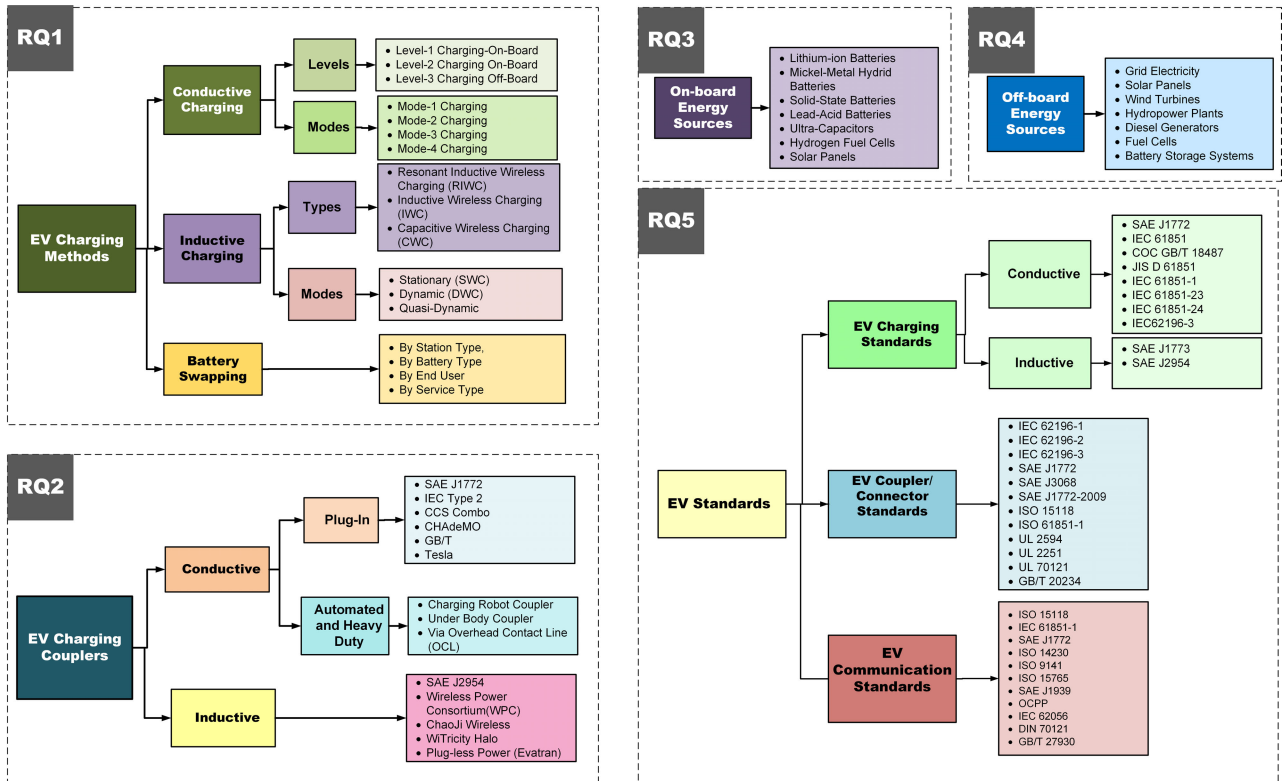 RQ1
EV Charging
Methods
Conductive
Charging
Levels
• Level-1 Charging-On-Board
• Level-2 Charging On-Board
• Level-3 Charging Off-Board
Modes
• Mode-1 Charging
• Mode-2 Charging
• Mode-3 Charging
• Mode-4 Charging
Inductive
Charging
Types
• Resonant Inductive Wireless
Charging (RIWC)
• Inductive Wireless Charging
(IWC)
• Capacitive Wireless Charging
(CWC)
Modes
• Stationary (SWC)
• Dynamic (DWC)
• Quasi-Dynamic
Battery
Swapping
• By Station Type,
• By Battery Type
• By End User
• By Service Type
RQ2
EV Charging
Couplers
Conductive
Plug-In
• SAE J1772
• IEC Type 2
• CCS Combo
• CHAdeMO
• GB/T
• Tesla
Automated
and Heavy
Duty
• Charging Robot Coupler
• Under Body Coupler
• Via Overhead Contact Line
(OCL)
Inductive
• SAE J2954
• Wireless Power
Consortium(WPC)
• ChaoJi Wireless
• WiTricity Halo
• Plug-less Power (Evatran)
RQ3
On-board
Energy
Sources
• Lithium-ion Batteries
• Mickel-Metal Hydrid
Batteries
• Solid-State Batteries
• Lead-Acid Batteries
• Ultra-Capacitors
• Hydrogen Fuel Cells
• Solar Panels
RQ4
Off-board
Energy
Sources
• Grid Electricity
• Solar Panels
• Wind Turbines
• Hydropower Plants
• Diesel Generators
• Fuel Cells
• Battery Storage Systems
RQ5
EV Standards
EV Charging
Standards
Conductive
• SAE J1772
• IEC 61851
• COC GB/T 18487
• JIS D 61851
• IEC 61851-1
• IEC 61851-23
• IEC 61851-24
• IEC62196-3
Inductive
• SAE J1773
• SAE J2954
EV Coupler/
Connector
Standards
• IEC 62196-1
• IEC 62196-2
• IEC 62196-3
• SAE J1772
• SAE J3068
• SAE J1772-2009
• ISO 15118
• ISO 61851-1
• UL 2594
• UL 2251
• UL 70121
• GB/T 20234
EV
Communication
Standards
• ISO 15118
• IEC 61851-1
• SAE J1772
• ISO 14230
• ISO 9141
• ISO 15765
• SAE J1939
• OCPP
• IEC 62056
• DIN 70121
• GB/T 27930